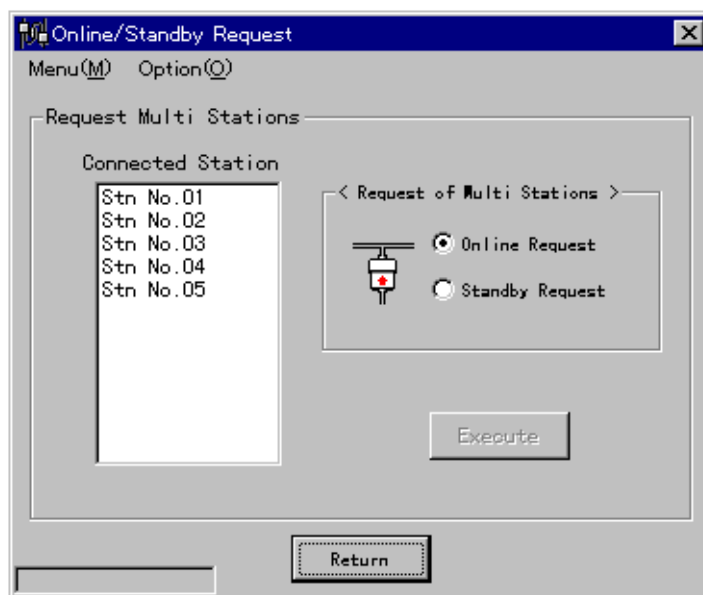 Online/Standby Request
Menu(M) Option(O)
Request Multi Stations
Connected Station
Stn No.01
Stn No.02
Stn No.03
Stn No.04
Stn No.05
< Request of Multi Stations >
Online Request
Standby Request
Execute
Return